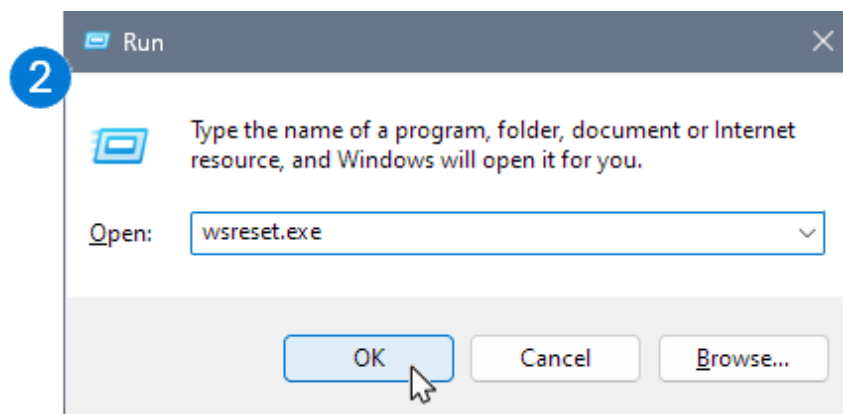 Run
2
Type the name of a program, folder, document or Internet
resource, and Windows will open it for you.
Open: wsreset.exe
OK Cancel Browse...